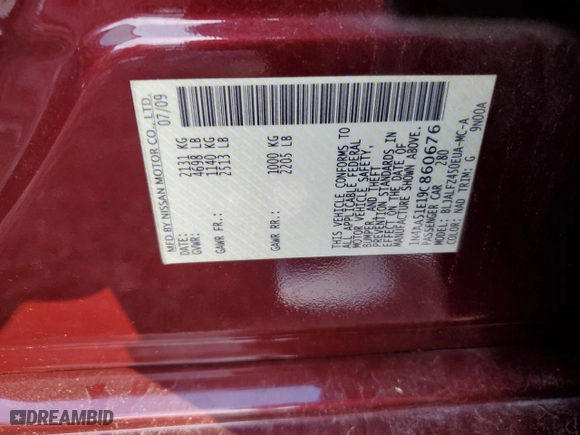 MFD BY NISSAN MOTOR CO., LTD.
DATE: 07/09
GVWR: 2131 KG
4698 LB
GAWR FR: 1140 KG
2513 LB
GAWR RR: 1000 KG
2205 LB
THIS VEHICLE CONFORMS TO
ALL APPLICABLE FEDERAL
MOTOR VEHICLE SAFETY,
BUMPER, AND THEFT
PREVENTION STANDARDS IN
EFFECT ON THE DATE OF
MANUFACTURE SHOWN ABOVE.
1N4AA51E10C860676
PASSENGER CAR 280
MODEL: BL1ALF2450EUA-MC-A
COLOR: NAD TRIM: G 9N00A
DREAMBID